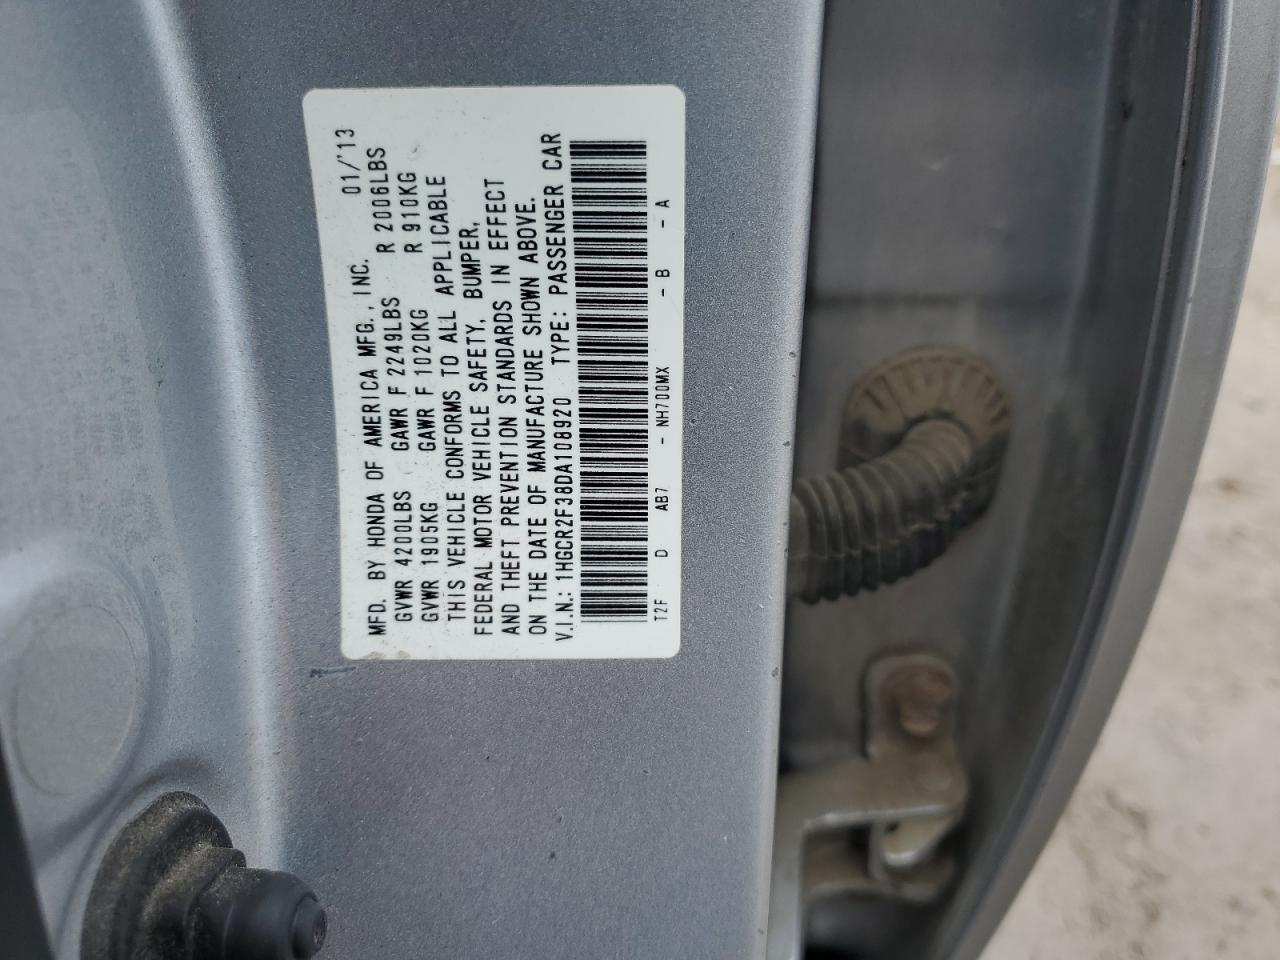 MFD. BY HONDA OF AMERICA MFG., INC. 01/'13
GVWR 4200LBS GAWR F 2249LBS R 2006LBS
GVWR 1905KG GAWR F 1020KG R 910KG
THIS VEHICLE CONFORMS TO ALL APPLICABLE
FEDERAL MOTOR VEHICLE SAFETY, BUMPER,
AND THEFT PREVENTION STANDARDS IN EFFECT
ON THE DATE OF MANUFACTURE SHOWN ABOVE.
V.I.N.: 1HGCR2F38DA108920 TYPE: PASSENGER CAR
T2F D AB7 - NH700MX - B - A